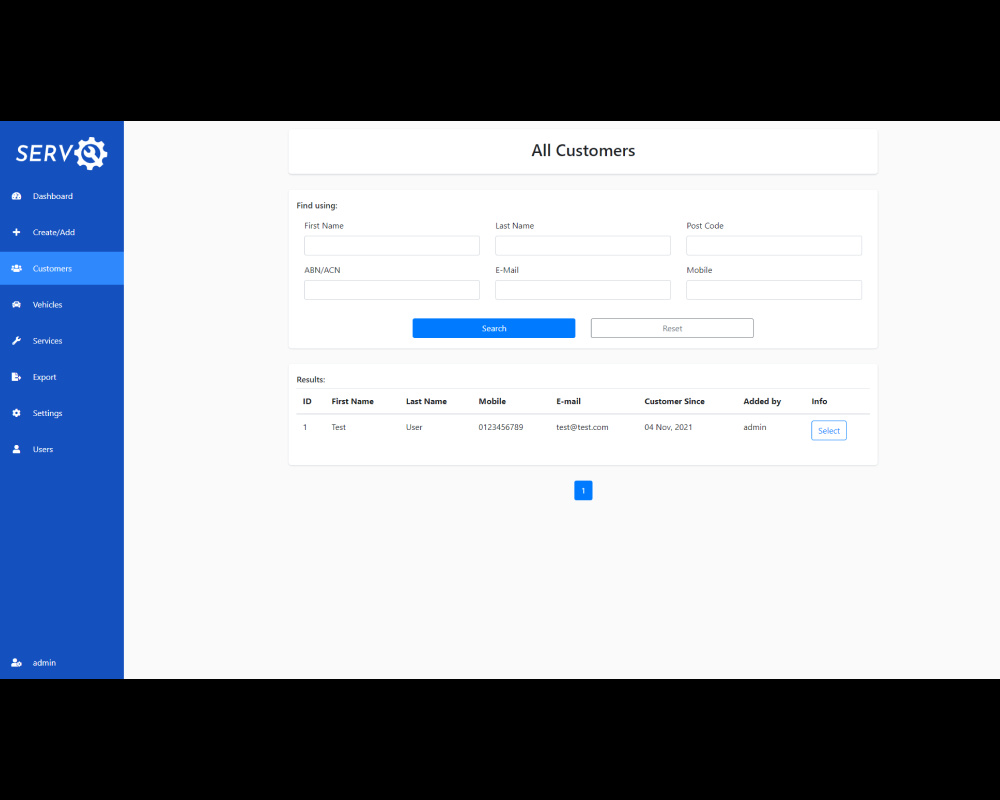 SERVO
Dashboard
Create/Add
Customers
Vehicles
Services
Export
Settings
Users
admin
All Customers
Find using:
First Name Last Name Post Code
ABN/ACN E-Mail Mobile
Search Reset
Results:
ID First Name Last Name Mobile E-mail Customer Since Added by Info
1 Test User 0123456789 test@test.com 04 Nov, 2021 admin Select
1